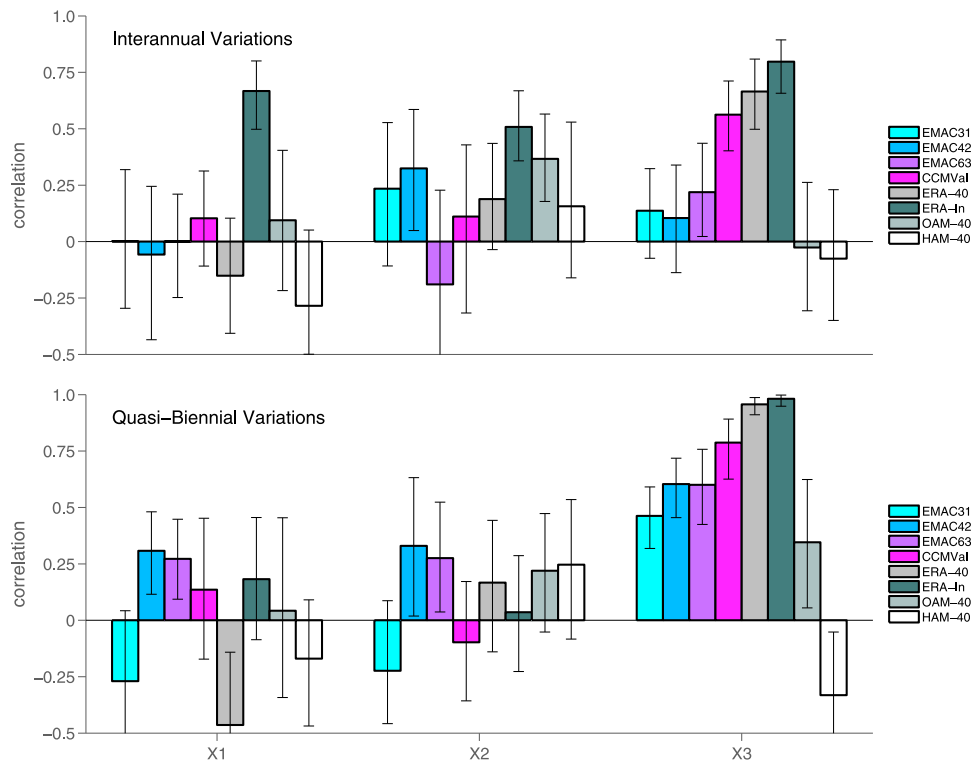 Interannual Variations
correlation
1.0
0.75
0.5
0.25
0
−0.25
−0.5
EMAC31
EMAC42
EMAC63
CCMVal
ERA−40
ERA−In
OAM−40
HAM−40
Quasi−Biennial Variations
correlation
1.0
0.75
0.5
0.25
0
−0.25
−0.5
X1
X2
X3
EMAC31
EMAC42
EMAC63
CCMVal
ERA−40
ERA−In
OAM−40
HAM−40